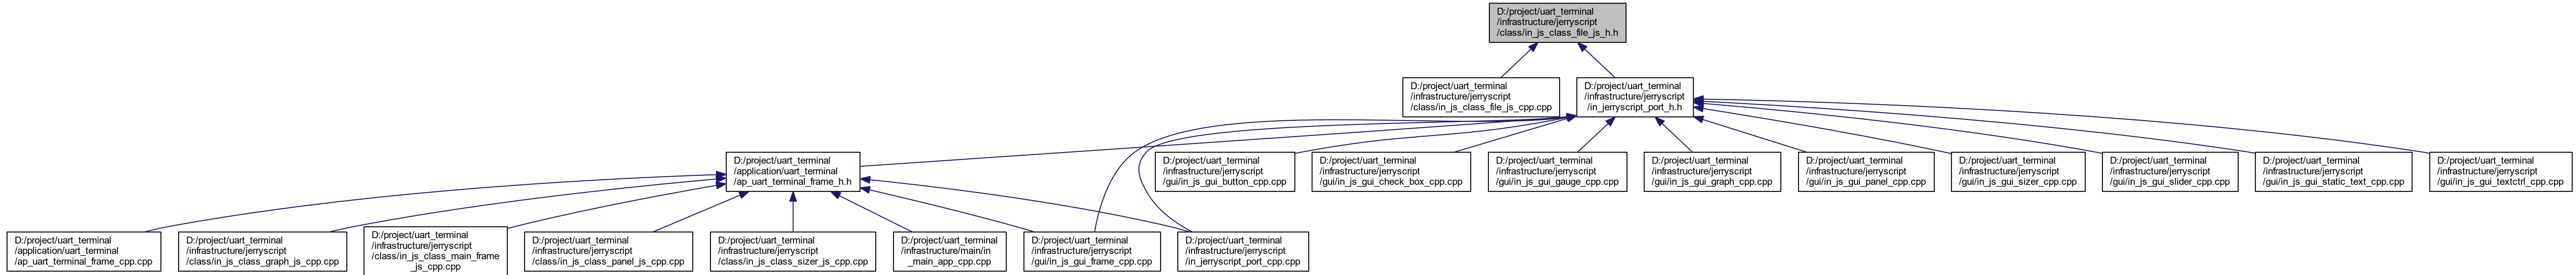 D:/project/uart_terminal
/infrastructure/jerryscript
/class/in_js_class_file_js_h.h
D:/project/uart_terminal
/infrastructure/jerryscript
/class/in_js_class_file_js_cpp.cpp
D:/project/uart_terminal
/infrastructure/jerryscript
/in_jerryscript_port_h.h
D:/project/uart_terminal
/application/uart_terminal
/ap_uart_terminal_frame_h.h
D:/project/uart_terminal
/infrastructure/jerryscript
/gui/in_js_gui_button_cpp.cpp
D:/project/uart_terminal
/infrastructure/jerryscript
/gui/in_js_gui_check_box_cpp.cpp
D:/project/uart_terminal
/infrastructure/jerryscript
/gui/in_js_gui_gauge_cpp.cpp
D:/project/uart_terminal
/infrastructure/jerryscript
/gui/in_js_gui_graph_cpp.cpp
D:/project/uart_terminal
/infrastructure/jerryscript
/gui/in_js_gui_panel_cpp.cpp
D:/project/uart_terminal
/infrastructure/jerryscript
/gui/in_js_gui_sizer_cpp.cpp
D:/project/uart_terminal
/infrastructure/jerryscript
/gui/in_js_gui_slider_cpp.cpp
D:/project/uart_terminal
/infrastructure/jerryscript
/gui/in_js_gui_static_text_cpp.cpp
D:/project/uart_terminal
/infrastructure/jerryscript
/gui/in_js_gui_textctrl_cpp.cpp
D:/project/uart_terminal
/application/uart_terminal
/ap_uart_terminal_frame_cpp.cpp
D:/project/uart_terminal
/infrastructure/jerryscript
/class/in_js_class_graph_js_cpp.cpp
D:/project/uart_terminal
/infrastructure/jerryscript
/class/in_js_class_main_frame
_js_cpp.cpp
D:/project/uart_terminal
/infrastructure/jerryscript
/class/in_js_class_panel_js_cpp.cpp
D:/project/uart_terminal
/infrastructure/jerryscript
/class/in_js_class_sizer_js_cpp.cpp
D:/project/uart_terminal
/infrastructure/main/in
_main_app_cpp.cpp
D:/project/uart_terminal
/infrastructure/jerryscript
/gui/in_js_gui_frame_cpp.cpp
D:/project/uart_terminal
/infrastructure/jerryscript
/in_jerryscript_port_cpp.cpp